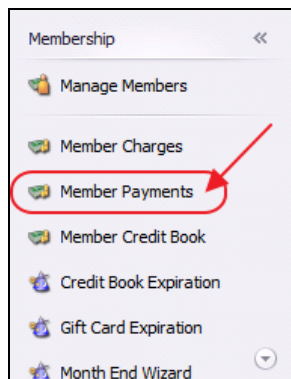 Membership
Manage Members
Member Charges
Member Payments
Member Credit Book
Credit Book Expiration
Gift Card Expiration
Month End Wizard